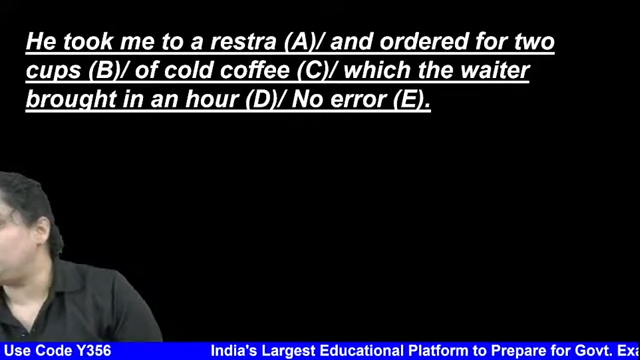 He took me to a restra (A)/ and ordered for two
cups (B)/ of cold coffee (C)/ which the waiter
brought in an hour (D)/ No error (E).
Use Code Y356 India's Largest Educational Platform to Prepare for Govt. Exa